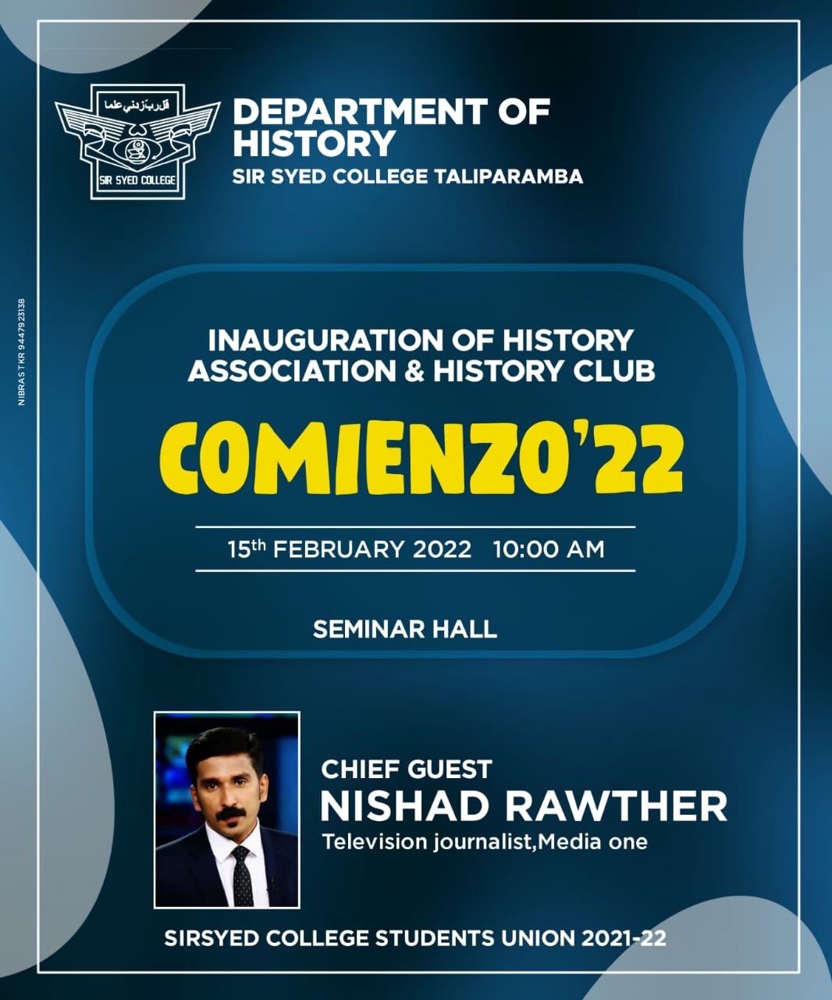 قل ربّ زدني علما
SIR SYED COLLEGE
DEPARTMENT OF
HISTORY
SIR SYED COLLEGE TALIPARAMBA
NIBRAS TKR 9447923138
INAUGURATION OF HISTORY
ASSOCIATION & HISTORY CLUB
COMIENZO'22
15th FEBRUARY 2022 10:00 AM
SEMINAR HALL
CHIEF GUEST
NISHAD RAWTHER
Television journalist,Media one
SIRSYED COLLEGE STUDENTS UNION 2021-22